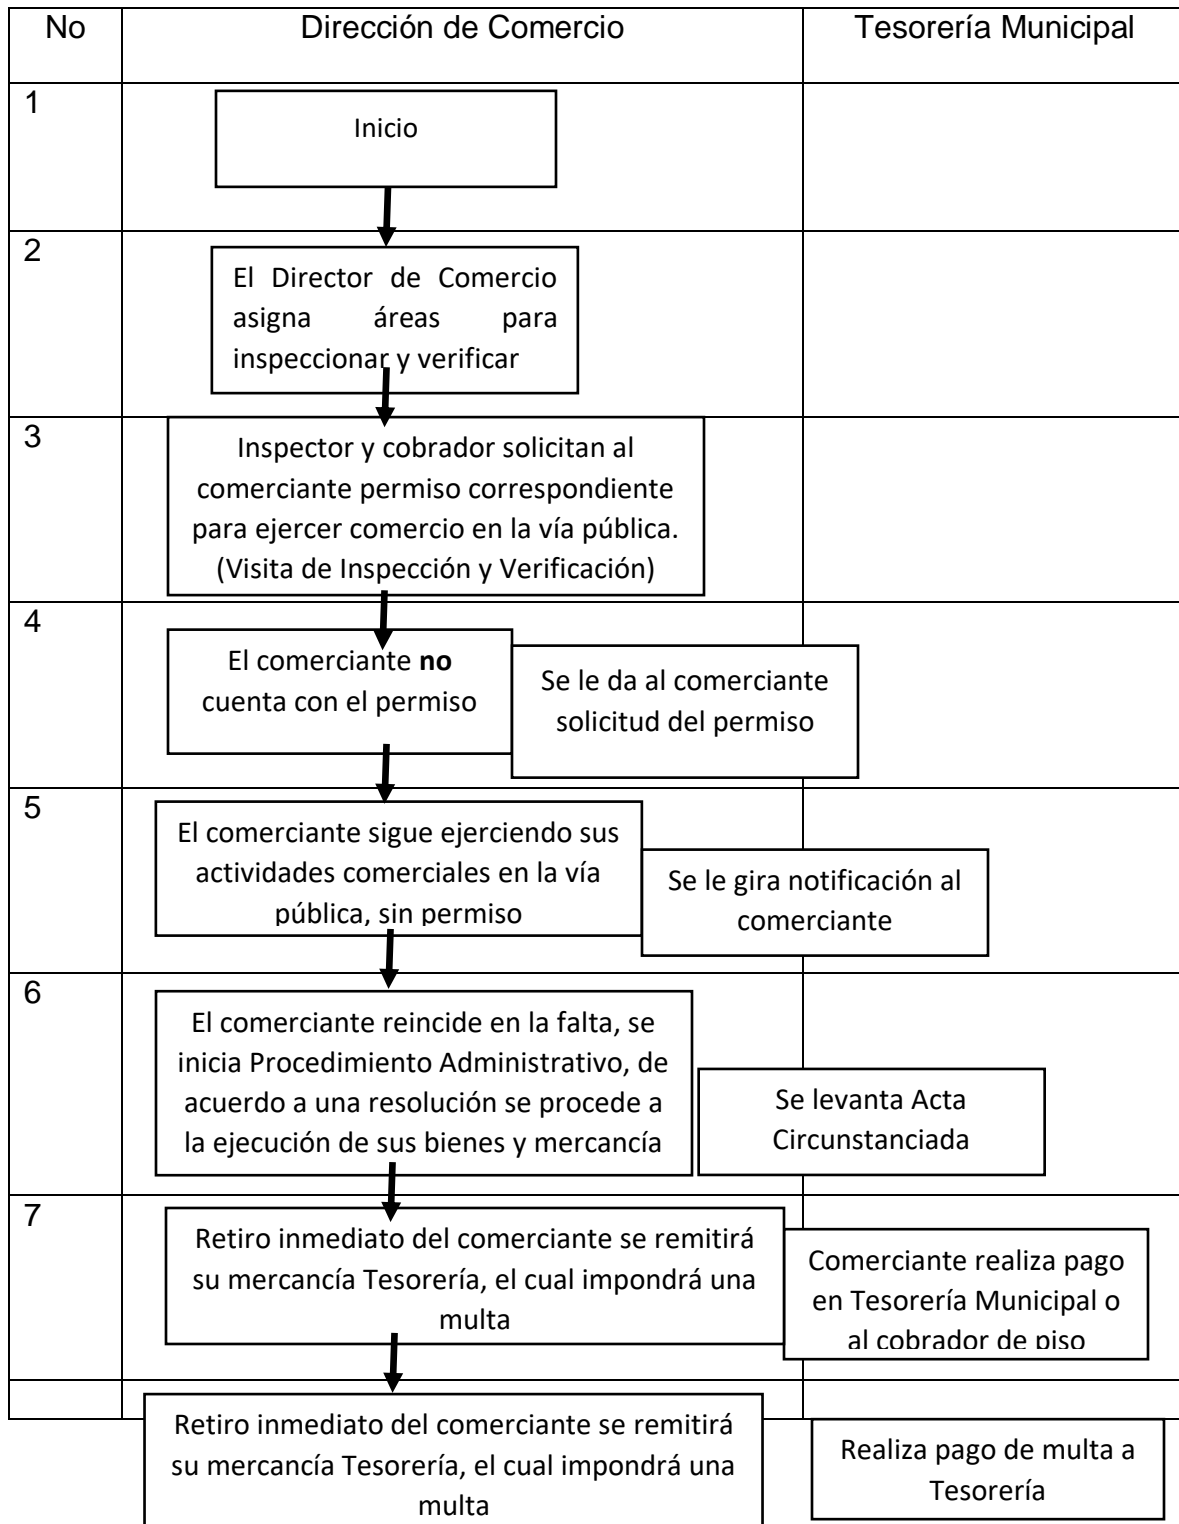 No
Dirección de Comercio
Tesorería Municipal
1
Inicio
2
El Director de Comercio
asigna áreas para
inspeccionar y verificar
3
Inspector y cobrador solicitan al
comerciante permiso correspondiente
para ejercer comercio en la vía pública.
(Visita de Inspección y Verificación)
4
El comerciante no
cuenta con el permiso
Se le da al comerciante
solicitud del permiso
5
El comerciante sigue ejerciendo sus
actividades comerciales en la vía
pública, sin permiso
Se le gira notificación al
comerciante
6
El comerciante reincide en la falta, se
inicia Procedimiento Administrativo, de
acuerdo a una resolución se procede a
la ejecución de sus bienes y mercancía
Se levanta Acta
Circunstanciada
7
Retiro inmediato del comerciante se remitirá
su mercancía Tesorería, el cual impondrá una
multa
Comerciante realiza pago
en Tesorería Municipal o
al cobrador de piso
Retiro inmediato del comerciante se remitirá
su mercancía Tesorería, el cual impondrá una
multa
Realiza pago de multa a
Tesorería